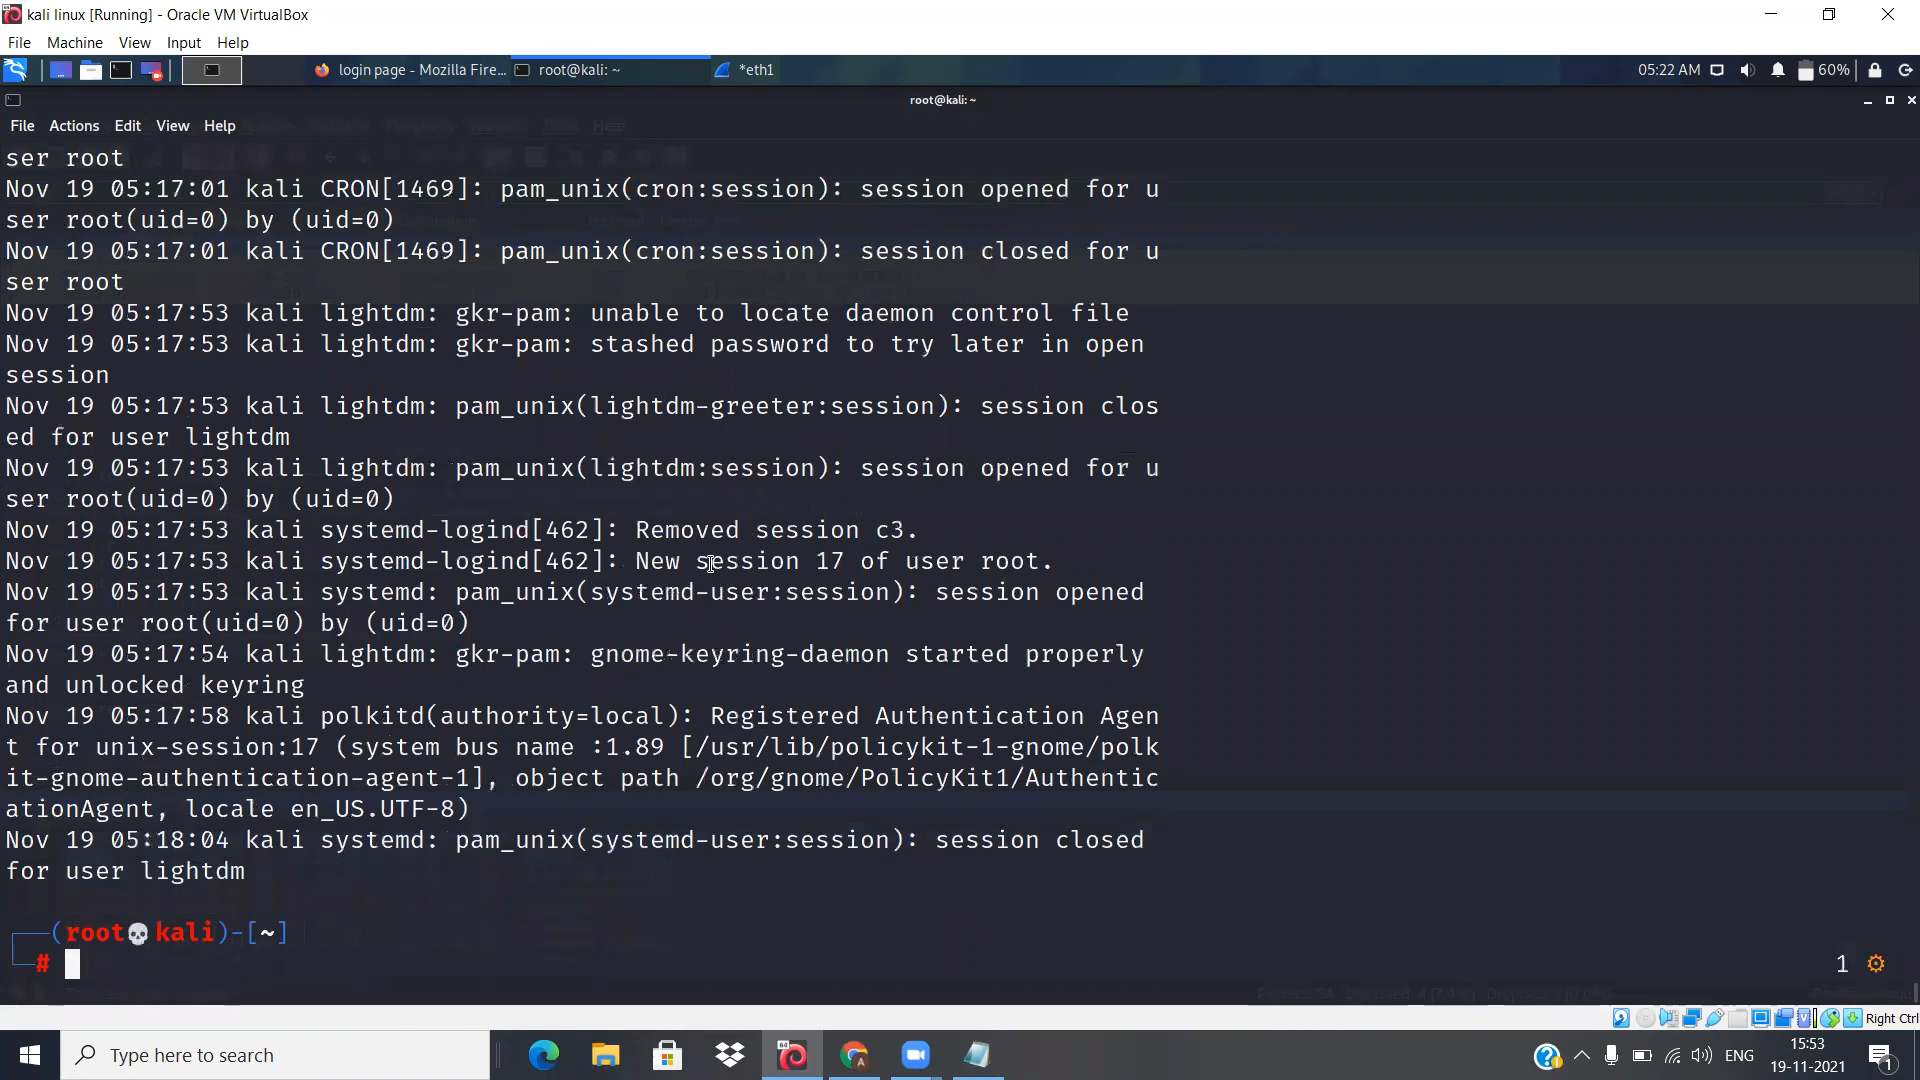 kali linux [Running] - Oracle VM VirtualBox
File Machine View Input Help
login page - Mozilla Fire... root@kali: ~ *eth1 05:22 AM 60%
root@kali: ~
File Actions Edit View Help
ser root
Nov 19 05:17:01 kali CRON[1469]: pam_unix(cron:session): session opened for u
ser root(uid=0) by (uid=0)
Nov 19 05:17:01 kali CRON[1469]: pam_unix(cron:session): session closed for u
ser root
Nov 19 05:17:53 kali lightdm: gkr-pam: unable to locate daemon control file
Nov 19 05:17:53 kali lightdm: gkr-pam: stashed password to try later in open
session
Nov 19 05:17:53 kali lightdm: pam_unix(lightdm-greeter:session): session clos
ed for user lightdm
Nov 19 05:17:53 kali lightdm: pam_unix(lightdm:session): session opened for u
ser root(uid=0) by (uid=0)
Nov 19 05:17:53 kali systemd-logind[462]: Removed session c3.
Nov 19 05:17:53 kali systemd-logind[462]: New session 17 of user root.
Nov 19 05:17:53 kali systemd: pam_unix(systemd-user:session): session opened
for user root(uid=0) by (uid=0)
Nov 19 05:17:54 kali lightdm: gkr-pam: gnome-keyring-daemon started properly
and unlocked keyring
Nov 19 05:17:58 kali polkitd(authority=local): Registered Authentication Agen
t for unix-session:17 (system bus name :1.89 [/usr/lib/policykit-1-gnome/polk
it-gnome-authentication-agent-1], object path /org/gnome/PolicyKit1/Authentic
ationAgent, locale en_US.UTF-8)
Nov 19 05:18:04 kali systemd: pam_unix(systemd-user:session): session closed
for user lightdm
(root💀kali)-[~]
#
1
Right Ctrl
Type here to search
64
A
ENG
15:53
19-11-2021
1